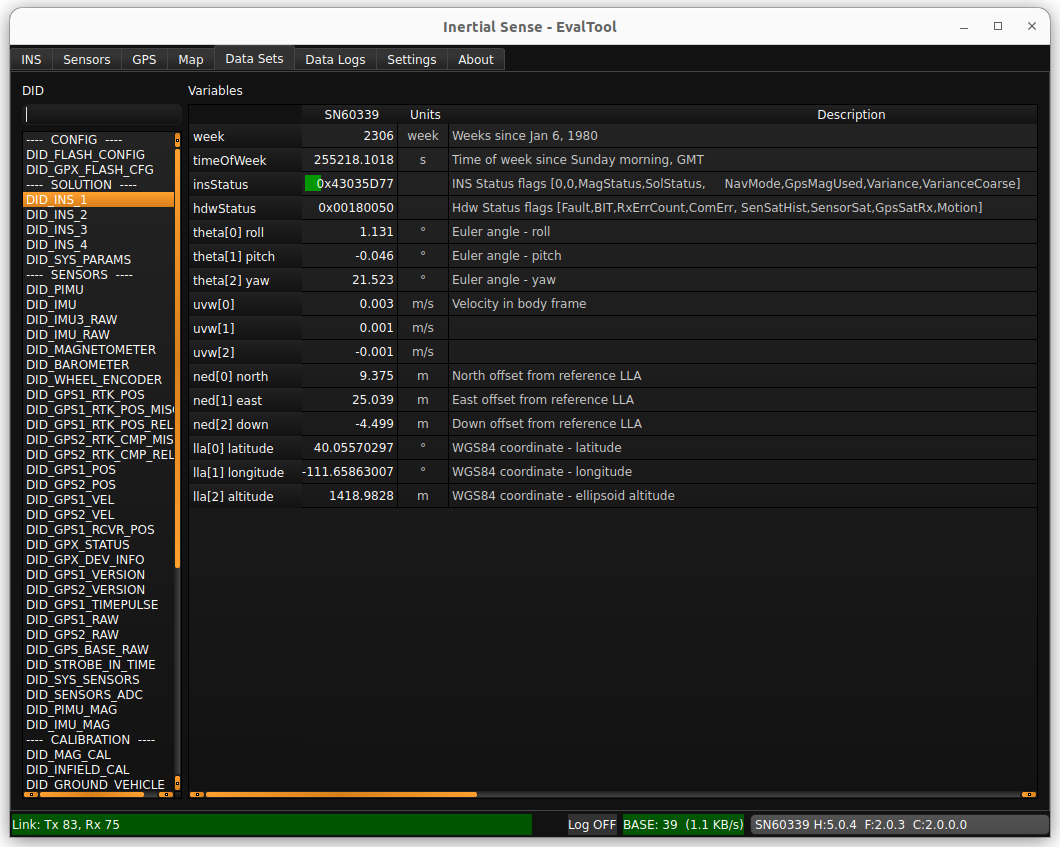 Inertial Sense - EvalTool
INS Sensors GPS Map Data Sets Data Logs Settings About
DID
---- CONFIG ----
DID_FLASH_CONFIG
DID_GPX_FLASH_CFG
---- SOLUTION ----
DID_INS_1
DID_INS_2
DID_INS_3
DID_INS_4
DID_SYS_PARAMS
---- SENSORS ----
DID_PIMU
DID_IMU
DID_IMU3_RAW
DID_IMU_RAW
DID_MAGNETOMETER
DID_BAROMETER
DID_WHEEL_ENCODER
DID_GPS1_RTK_POS
DID_GPS1_RTK_POS_MISC
DID_GPS1_RTK_POS_REL
DID_GPS2_RTK_CMP_MIS
DID_GPS2_RTK_CMP_REL
DID_GPS1_POS
DID_GPS2_POS
DID_GPS1_VEL
DID_GPS2_VEL
DID_GPS1_RCVR_POS
DID_GPX_STATUS
DID_GPX_DEV_INFO
DID_GPS1_VERSION
DID_GPS2_VERSION
DID_GPS1_TIMEPULSE
DID_GPS1_RAW
DID_GPS2_RAW
DID_GPS_BASE_RAW
DID_STROBE_IN_TIME
DID_SYS_SENSORS
DID_SENSORS_ADC
DID_PIMU_MAG
DID_IMU_MAG
---- CALIBRATION ----
DID_MAG_CAL
DID_INFIELD_CAL
DID_GROUND_VEHICLE
Variables
SN60339 Units Description
week 2306 week Weeks since Jan 6, 1980
timeOfWeek 255218.1018 s Time of week since Sunday morning, GMT
insStatus 0x43035D77 INS Status flags [0,0,MagStatus,SolStatus, NavMode,GpsMagUsed,Variance,VarianceCoarse]
hdwStatus 0x00180050 Hdw Status flags [Fault,BIT,RxErrCount,ComErr, SenSatHist,SensorSat,GpsSatRx,Motion]
theta[0] roll 1.131 ° Euler angle - roll
theta[1] pitch -0.046 ° Euler angle - pitch
theta[2] yaw 21.523 ° Euler angle - yaw
uvw[0] 0.003 m/s Velocity in body frame
uvw[1] 0.001 m/s
uvw[2] -0.001 m/s
ned[0] north 9.375 m North offset from reference LLA
ned[1] east 25.039 m East offset from reference LLA
ned[2] down -4.499 m Down offset from reference LLA
lla[0] latitude 40.05570297 ° WGS84 coordinate - latitude
lla[1] longitude -111.65863007 ° WGS84 coordinate - longitude
lla[2] altitude 1418.9828 m WGS84 coordinate - ellipsoid altitude
Link: Tx 83, Rx 75 Log OFF BASE: 39 (1.1 KB/s) SN60339 H:5.0.4 F:2.0.3 C:2.0.0.0